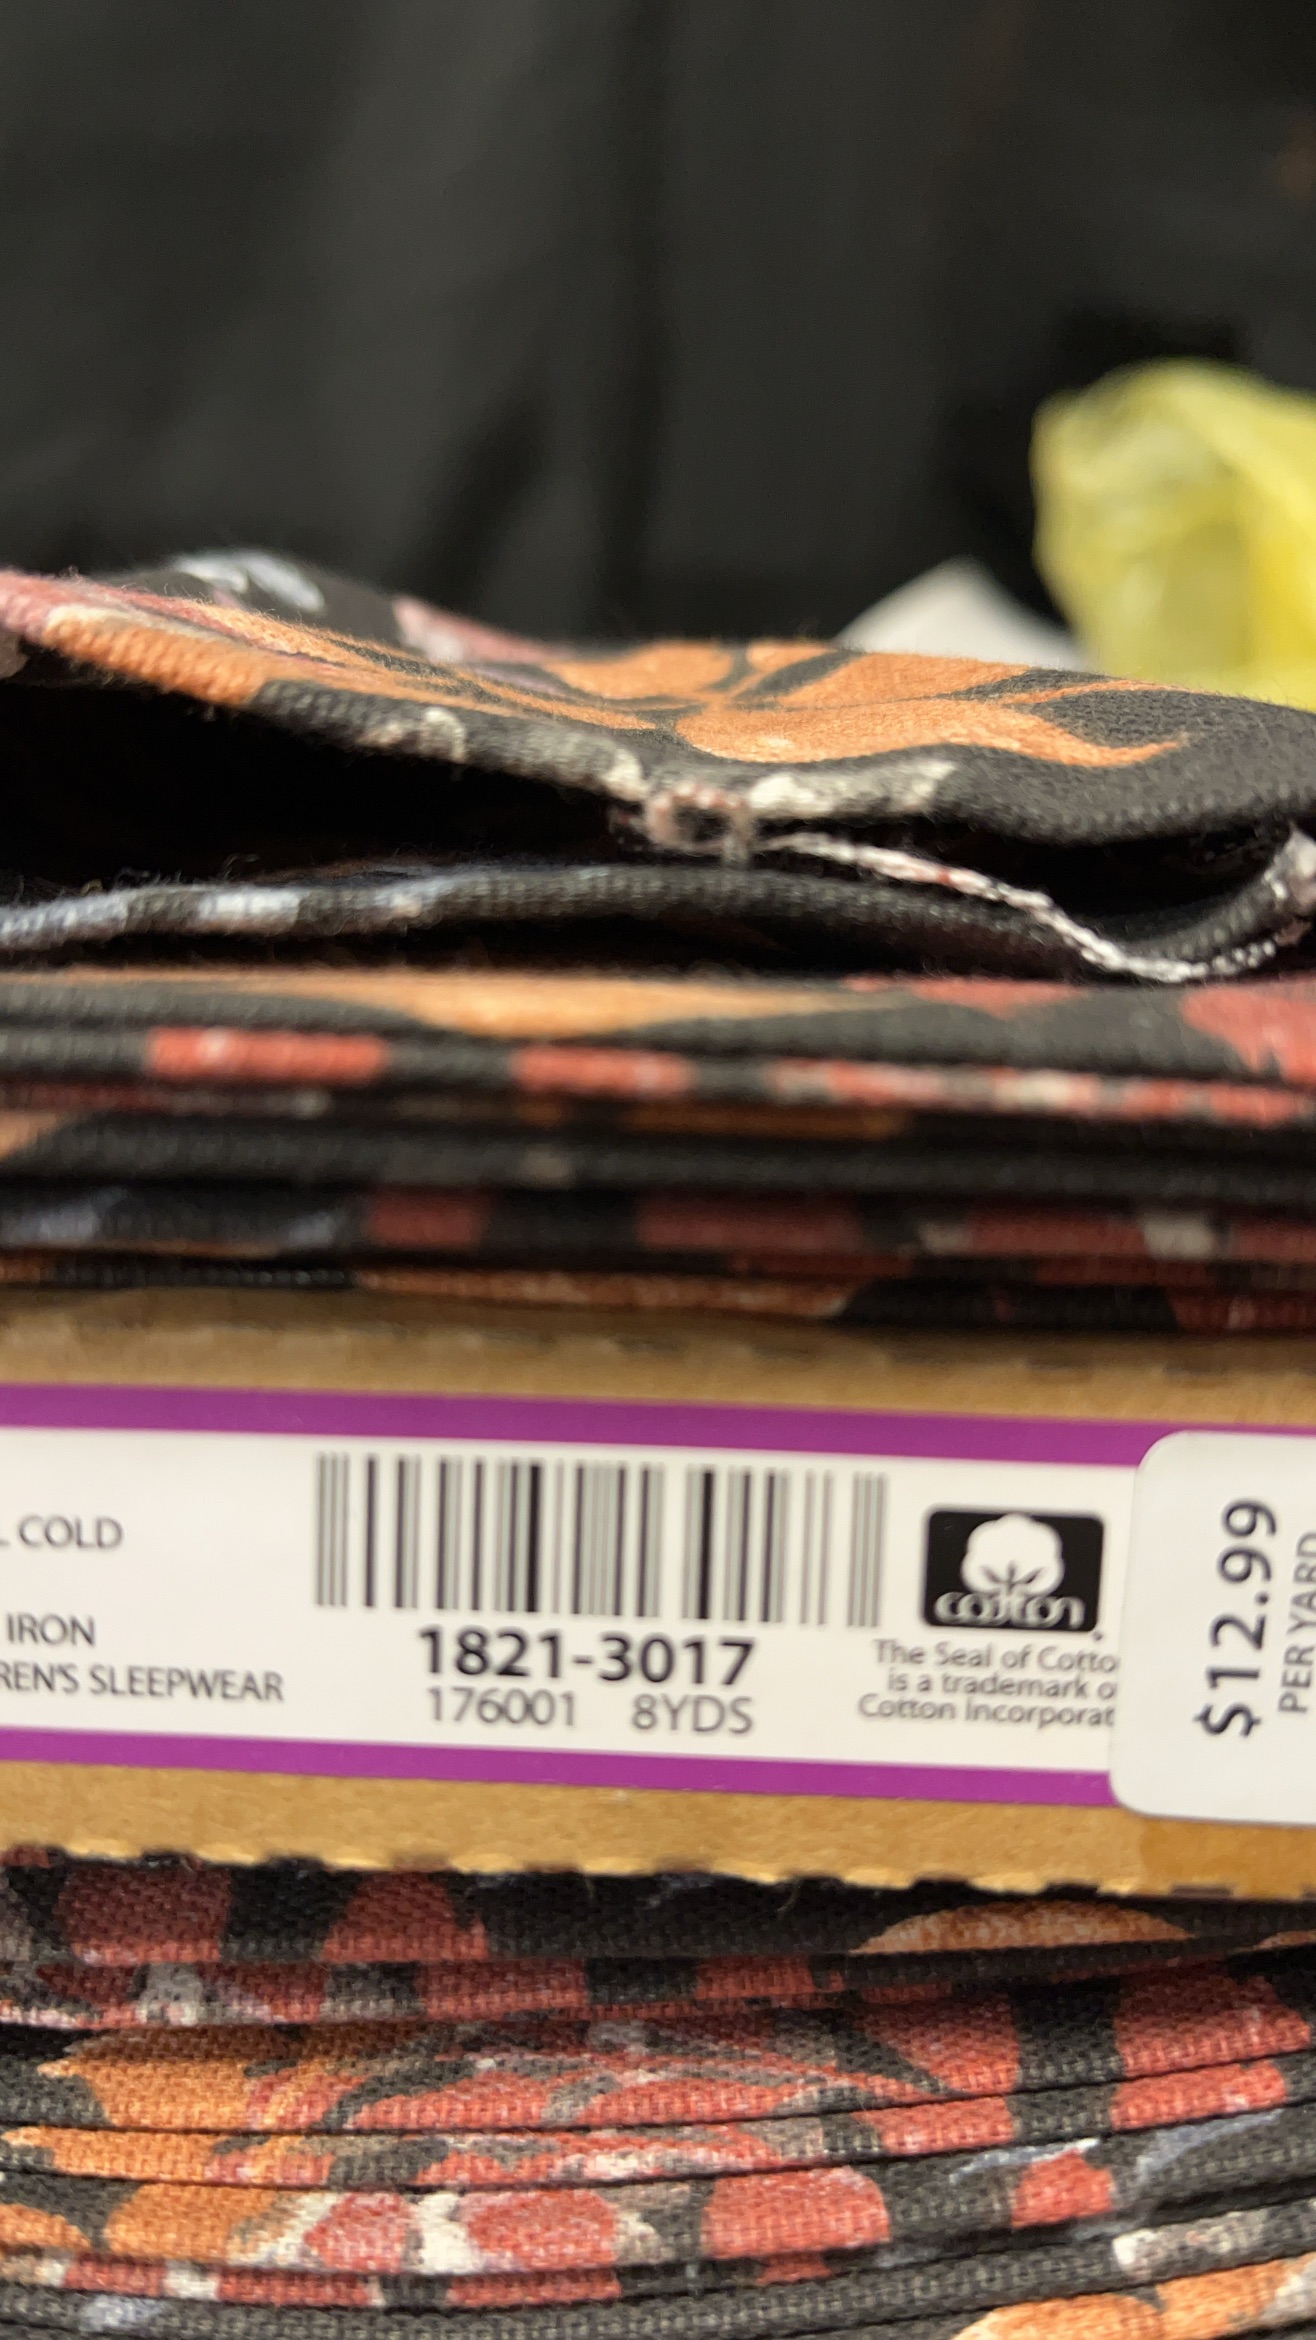 L COLD
IRON
REN'S SLEEPWEAR
1821-3017
176001 8YDS
cotton
The Seal of Cotto
is a trademark o
Cotton Incorporat
$12.99
PER YARD